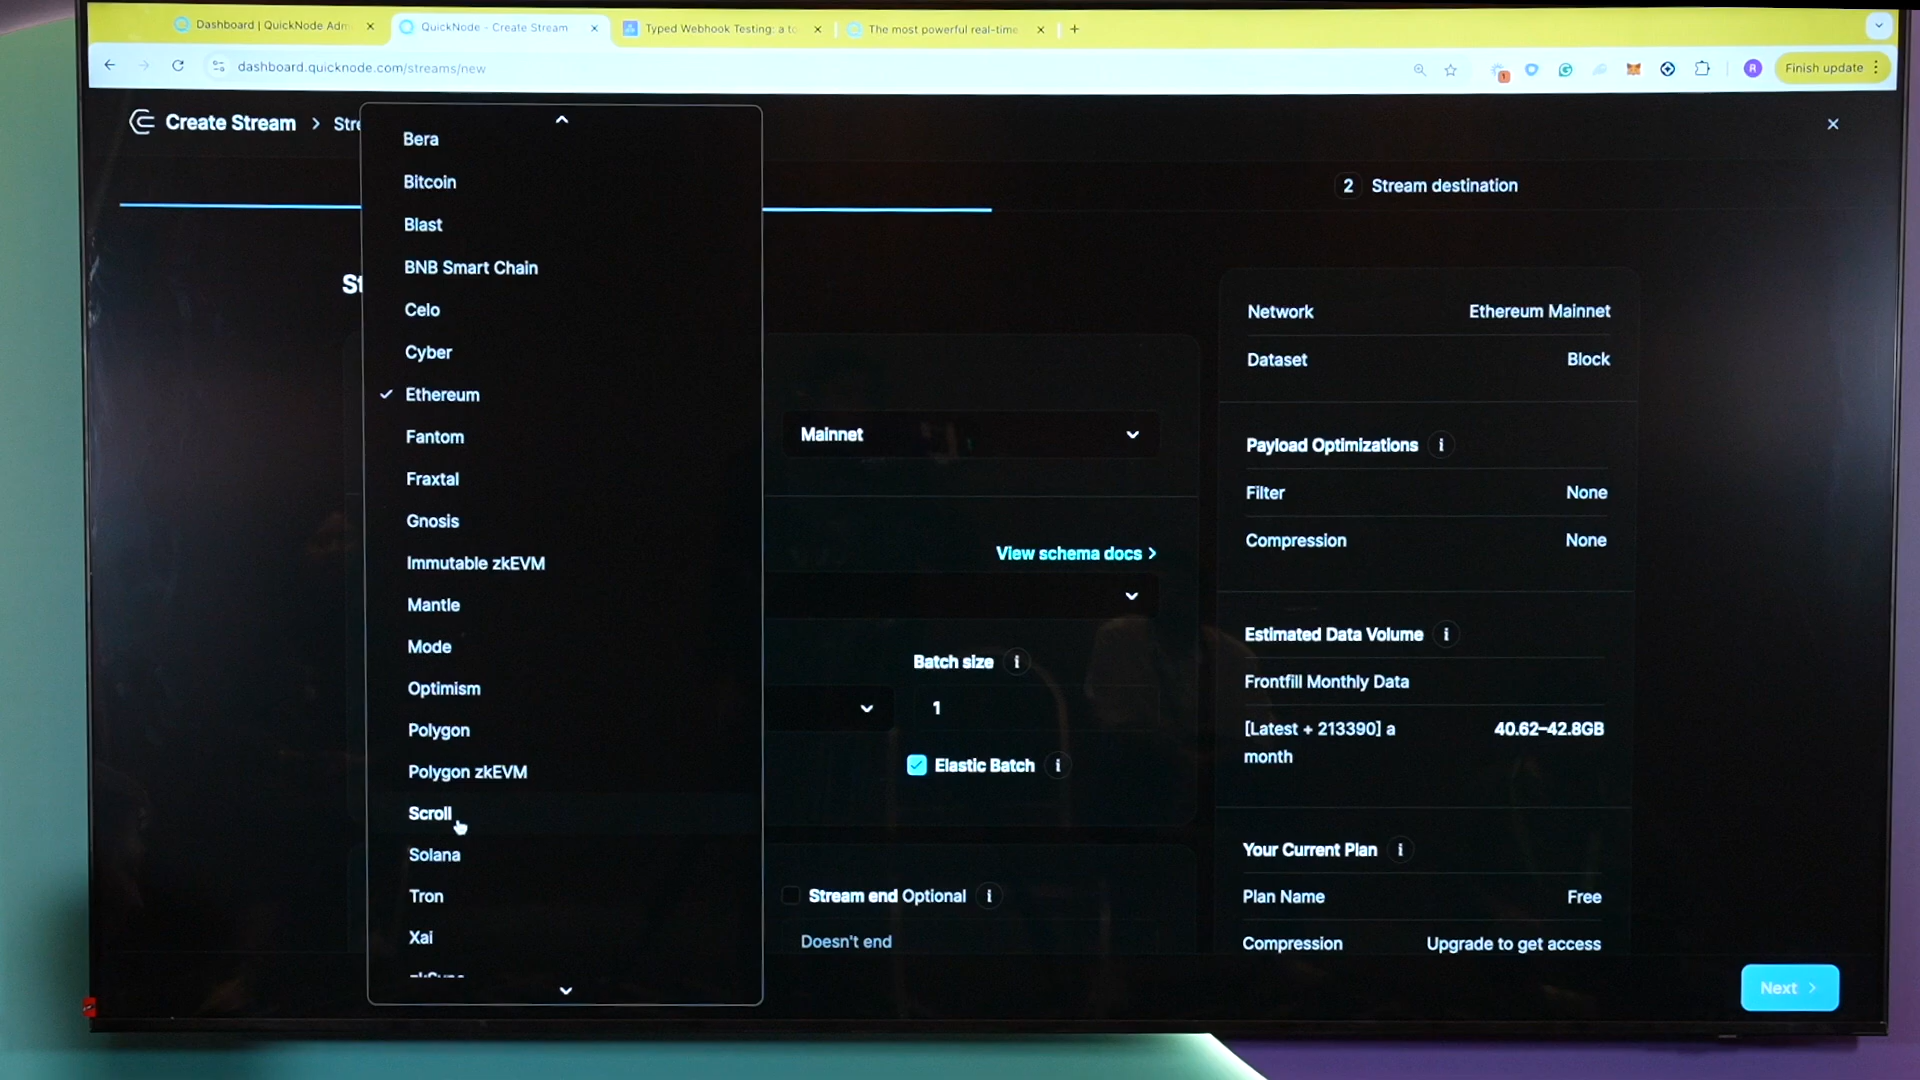 Dashboard | QuickNode Adm
QuickNode - Create Stream
Typed Webhook Testing: a to
The most powerful real-time
dashboard.quicknode.com/streams/new
1
R
Finish update
Create Stream > Stre
2 Stream destination
St
Bera
Bitcoin
Blast
BNB Smart Chain
Celo
Cyber
Ethereum
Fantom
Fraxtal
Gnosis
Immutable zkEVM
Mantle
Mode
Optimism
Polygon
Polygon zkEVM
Scroll
Solana
Tron
Xai
Mainnet
View schema docs >
Batch size i
1
Elastic Batch i
Stream end Optional i
Doesn't end
Network Ethereum Mainnet
Dataset Block
Payload Optimizations i
Filter None
Compression None
Estimated Data Volume i
Frontfill Monthly Data
[Latest + 213390] a month 40.62–42.8GB
Your Current Plan i
Plan Name Free
Compression Upgrade to get access
Next >